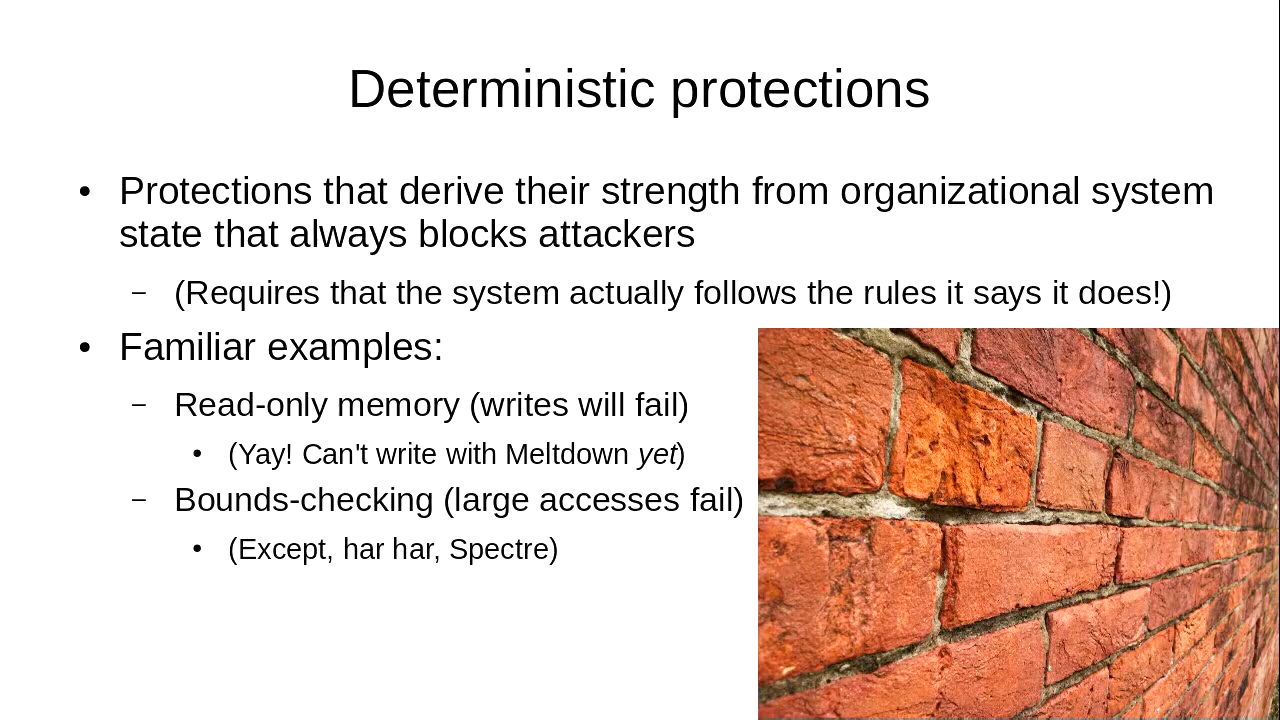 Deterministic protections
• Protections that derive their strength from organizational system
state that always blocks attackers
– (Requires that the system actually follows the rules it says it does!)
• Familiar examples:
– Read-only memory (writes will fail)
• (Yay! Can't write with Meltdown yet)
– Bounds-checking (large accesses fail)
• (Except, har har, Spectre)